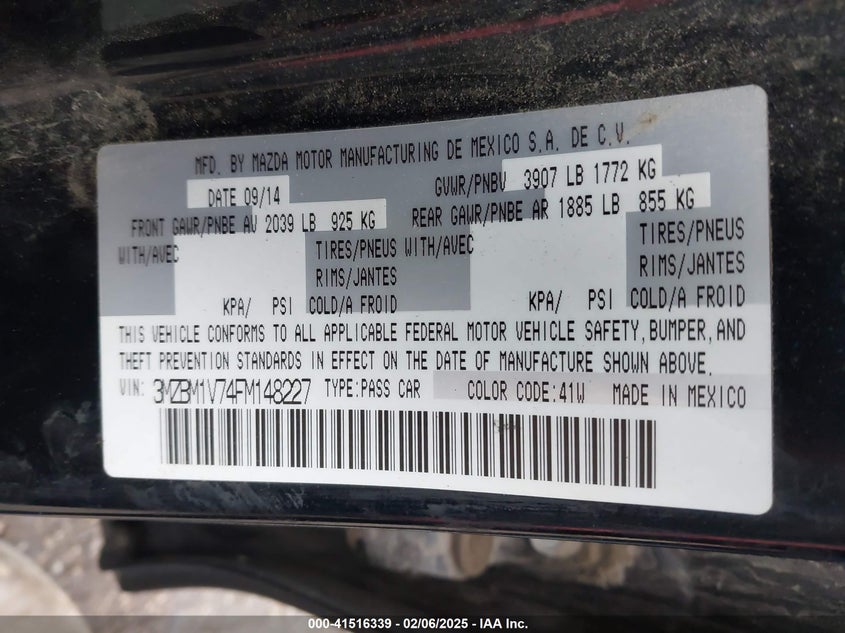 MFD. BY MAZDA MOTOR MANUFACTURING DE MEXICO S.A. DE C.V.
DATE 09/14 GVWR/PNBV 3907 LB 1772 KG
FRONT GAWR/PNBE AV 2039 LB 925 KG REAR GAWR/PNBE AR 1885 LB 855 KG
WITH/AVEC TIRES/PNEUS WITH/AVEC TIRES/PNEUS
RIMS/JANTES RIMS/JANTES
KPA/ PSI COLD/A FROID KPA/ PSI COLD/A FROID
THIS VEHICLE CONFORMS TO ALL APPLICABLE FEDERAL MOTOR VEHICLE SAFETY, BUMPER, AND
THEFT PREVENTION STANDARDS IN EFFECT ON THE DATE OF MANUFACTURE SHOWN ABOVE.
VIN: 3MZBM1V74FM148227 TYPE:PASS CAR COLOR CODE:41W MADE IN MEXICO
000-41516339 - 02/06/2025 - IAA Inc.